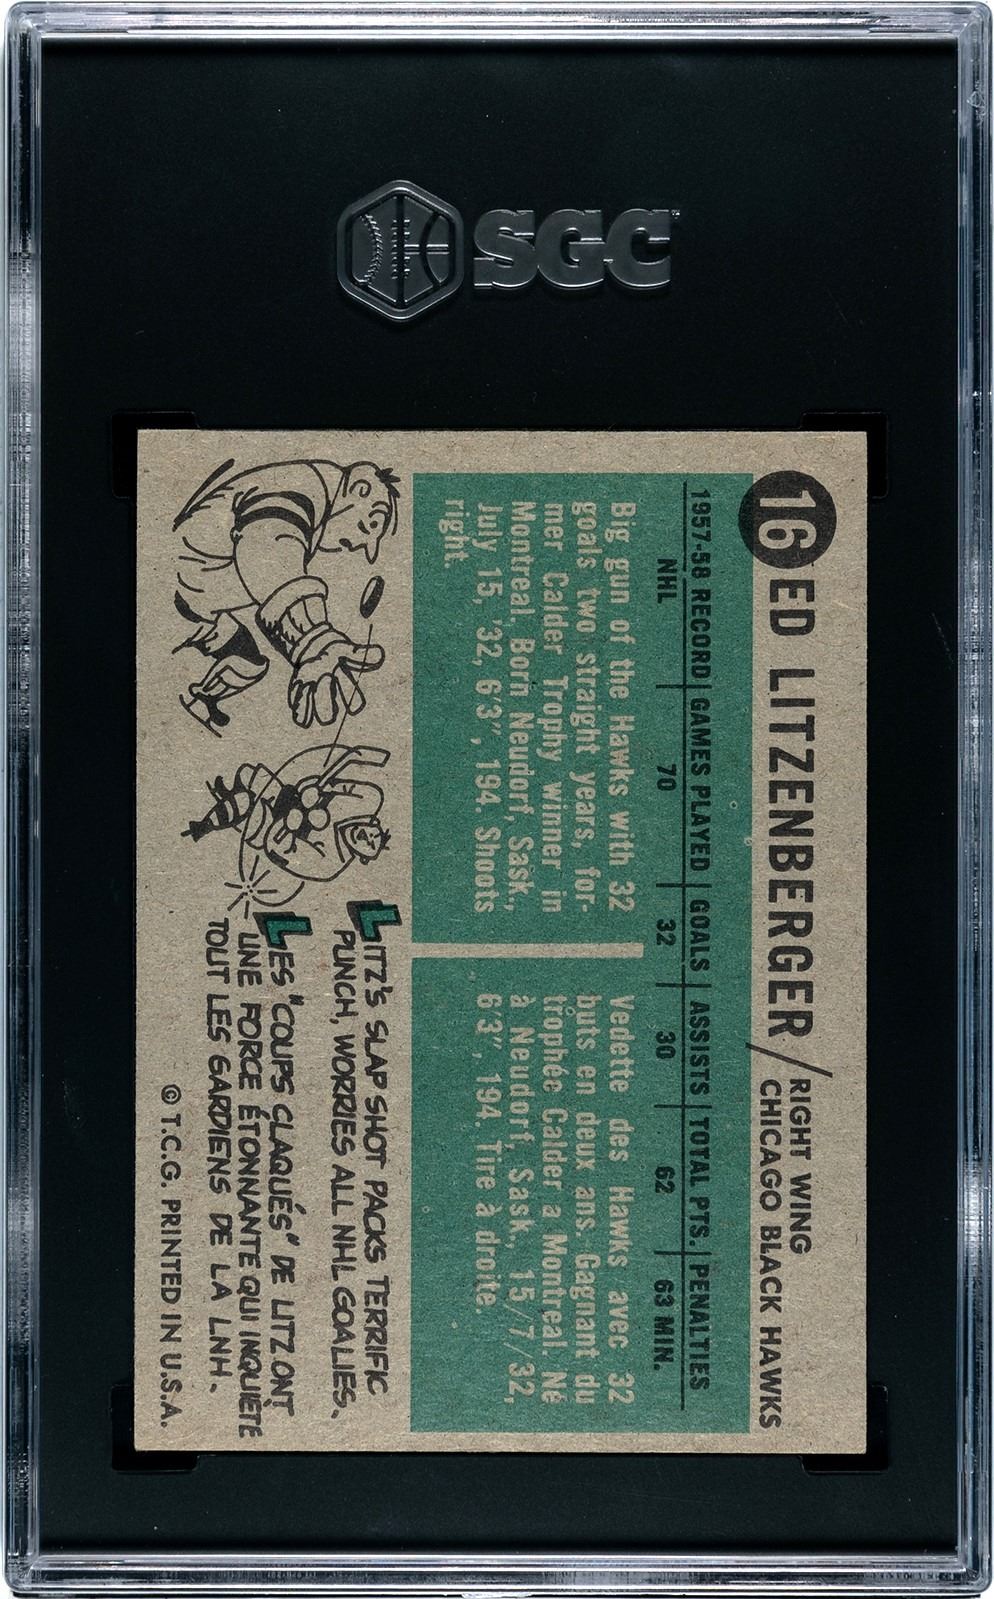 SGC
16
ED LITZENBERGER/
RIGHT WING
CHICAGO BLACK HAWKS
1957-58 RECORD GAMES PLAYED GOALS ASSISTS TOTAL PTS. PENALTIES
NHL 70 32 30 62 63 MIN.
Big gun of the Hawks with 32
goals two straight years, for-
mer Calder Trophy winner in
Montreal. Born Neudorf, Sask.,
July 15, '32, 6'3", 194. Shoots
right.
Vedette des Hawks avec 32
buts en deux ans. Gagnant du
trophée Calder a Montreal. Né
à Neudorf, Sask., 15/7/32,
6'3", 194. Tire à droite.
LITZ'S SLAP SHOT PACKS TERRIFIC
PUNCH, WORRIES ALL NHL GOALIES.
LES "COUPS CLAQUÉS" DE LITZ ONT
UNE FORCE ÉTONNANTE QUI INQUIÈTE
TOUT LES GARDIENS DE LA LNH.
© T.C.G. PRINTED IN U.S.A.